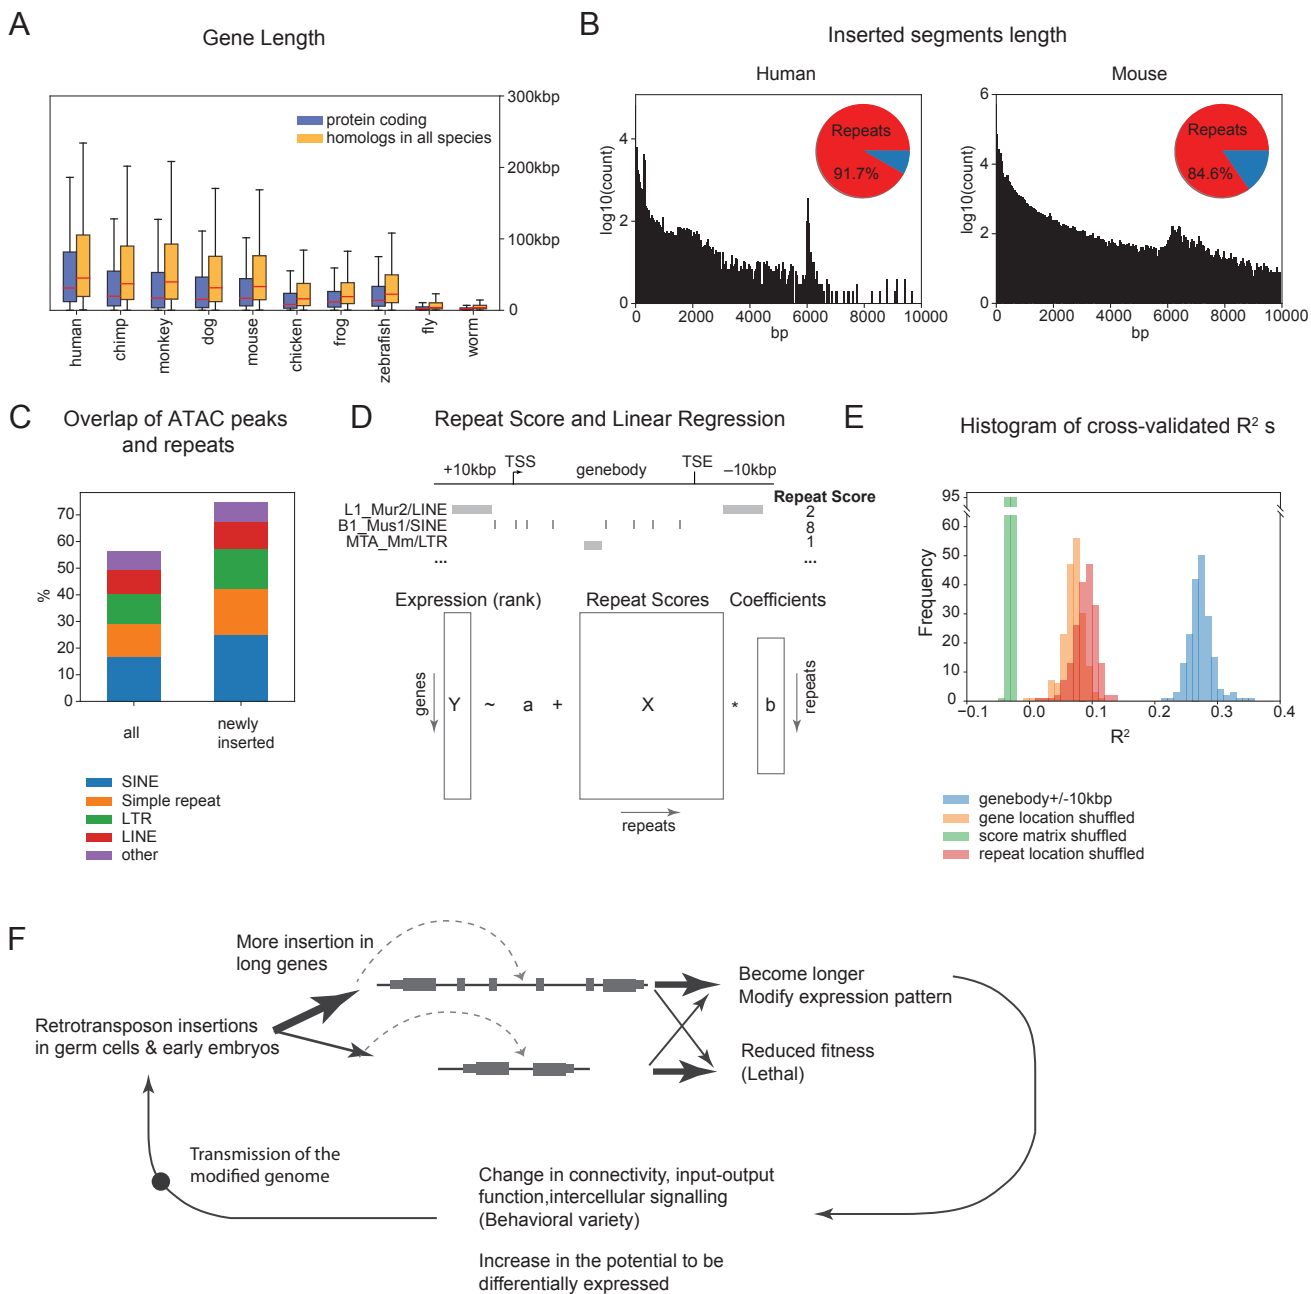 A
Gene Length
300kbp
200kbp
100kbp
0
protein coding
homologs in all species
human
chimp
monkey
dog
mouse
chicken
frog
zebrafish
fly
worm
B
Inserted segments length
Human
log10(count)
4
2
0
Repeats
91.7%
0 2000 4000 6000 8000 10000
bp
Mouse
log10(count)
6
4
2
0
Repeats
84.6%
0 2000 4000 6000 8000 10000
bp
C
Overlap of ATAC peaks
and repeats
%
70
60
50
40
30
20
10
0
all
newly
inserted
SINE
Simple repeat
LTR
LINE
other
D
Repeat Score and Linear Regression
+10kbp TSS genebody TSE −10kbp
Repeat Score
L1_Mur2/LINE 2
B1_Mus1/SINE 8
MTA_Mm/LTR 1
... ...
Expression (rank) Repeat Scores Coefficients
genes
Y ~ a + X * b
repeats
repeats
E
Histogram of cross-validated R² s
Frequency
95
60
50
40
30
20
10
0
−0.1 0.0 0.1 0.2 0.3 0.4
R²
genebody+/-10kbp
gene location shuffled
score matrix shuffled
repeat location shuffled
F
More insertion in
long genes
Retrotransposon insertions
in germ cells & early embryos
Become longer
Modify expression pattern
Reduced fitness
(Lethal)
Transmission of the
modified genome
Change in connectivity, input-output
function,intercellular signalling
(Behavioral variety)
Increase in the potential to be
differentially expressed